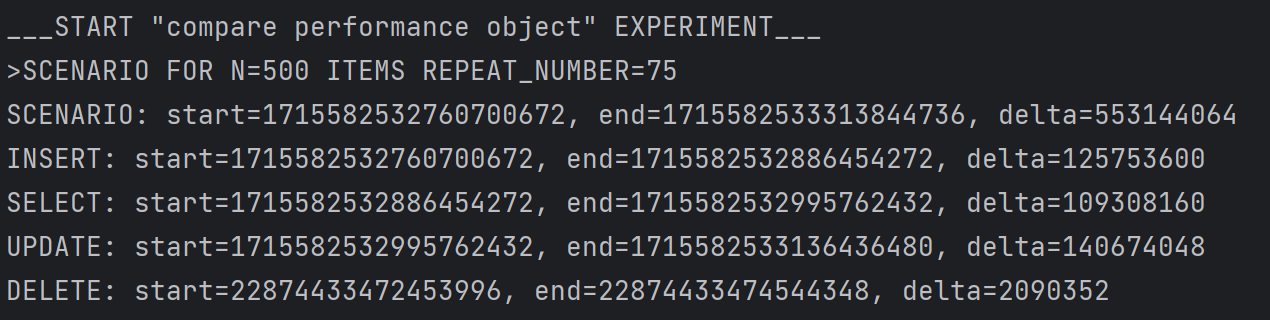 ___START "compare performance object" EXPERIMENT___
>SCENARIO FOR N=500 ITEMS REPEAT_NUMBER=75
SCENARIO: start=1715582532760700672, end=1715582533313844736, delta=553144064
INSERT: start=1715582532760700672, end=1715582532886454272, delta=125753600
SELECT: start=1715582532886454272, end=1715582532995762432, delta=109308160
UPDATE: start=1715582532995762432, end=1715582533136436480, delta=140674048
DELETE: start=22874433472453996, end=22874433474544348, delta=2090352